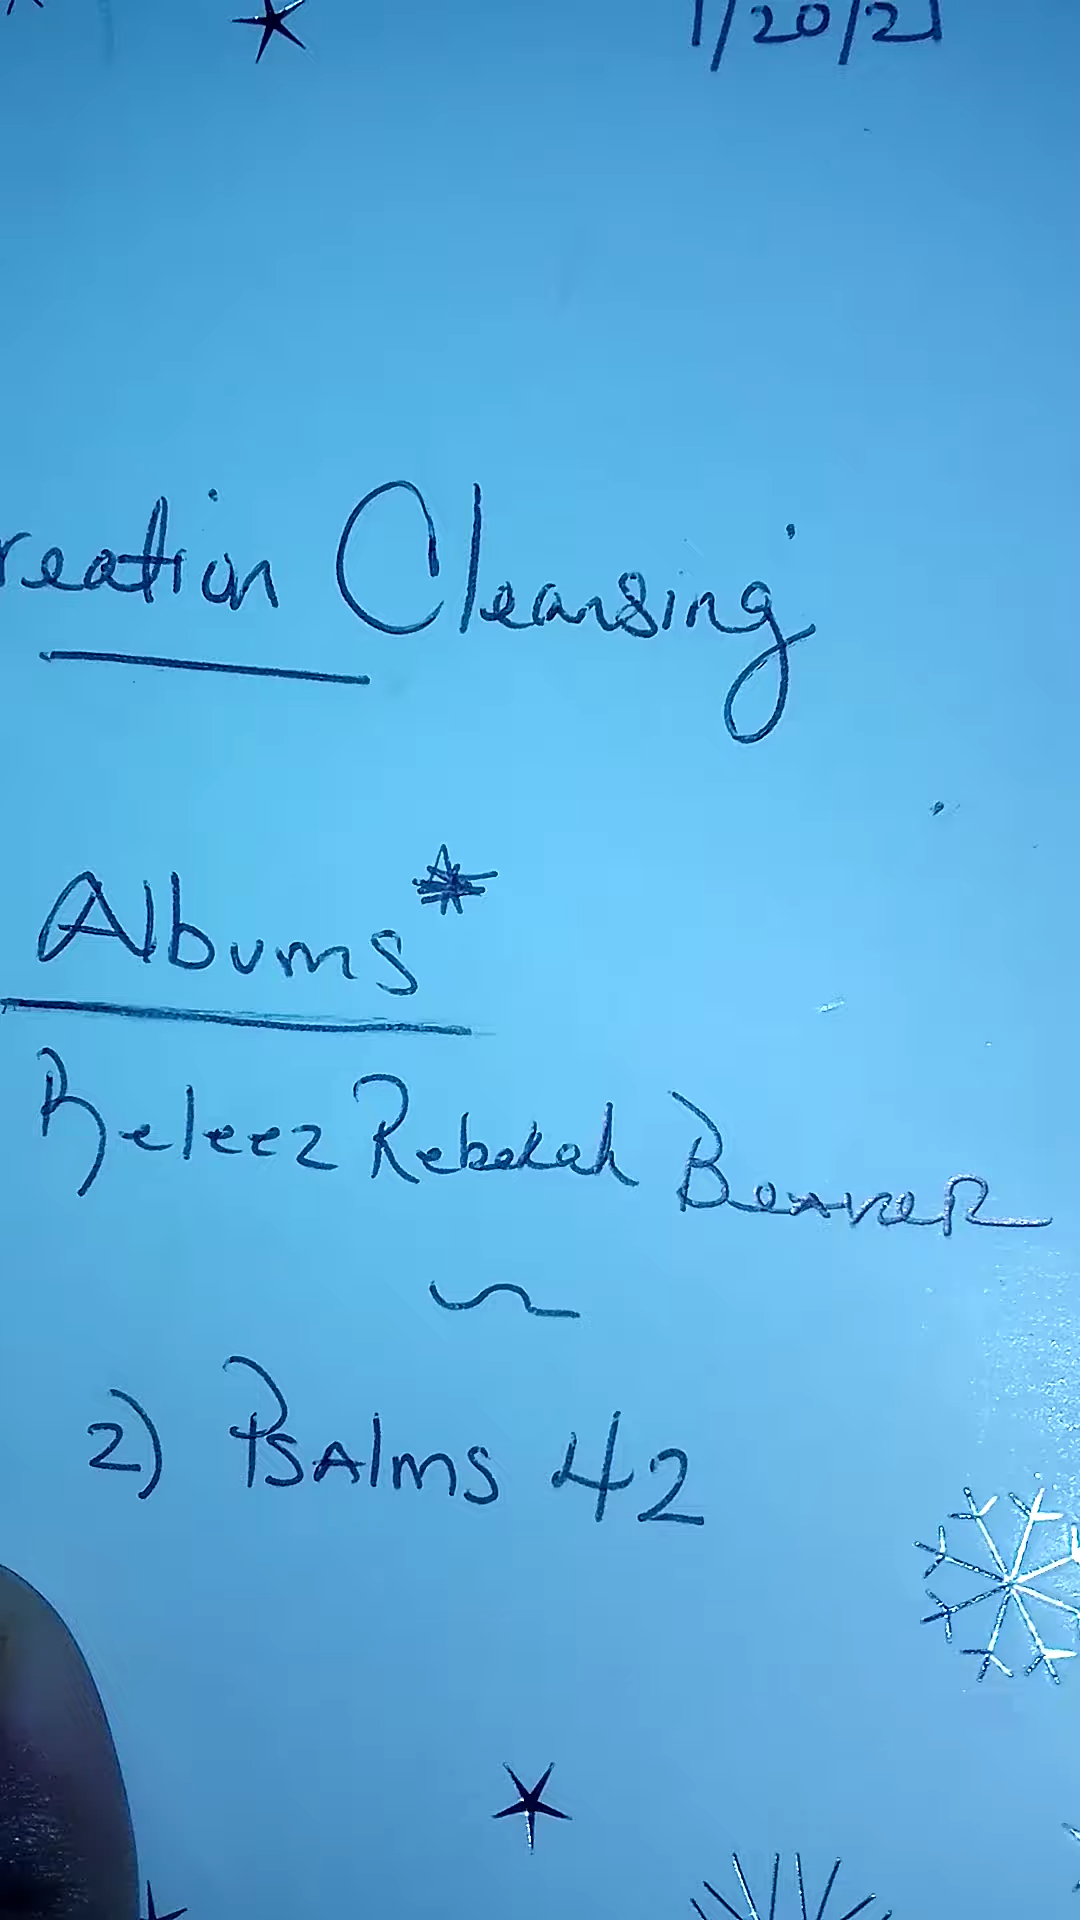 1/20/21
reation Cleansing
Albums*
Beleez Rebekah Beaver
2) Psalms 42